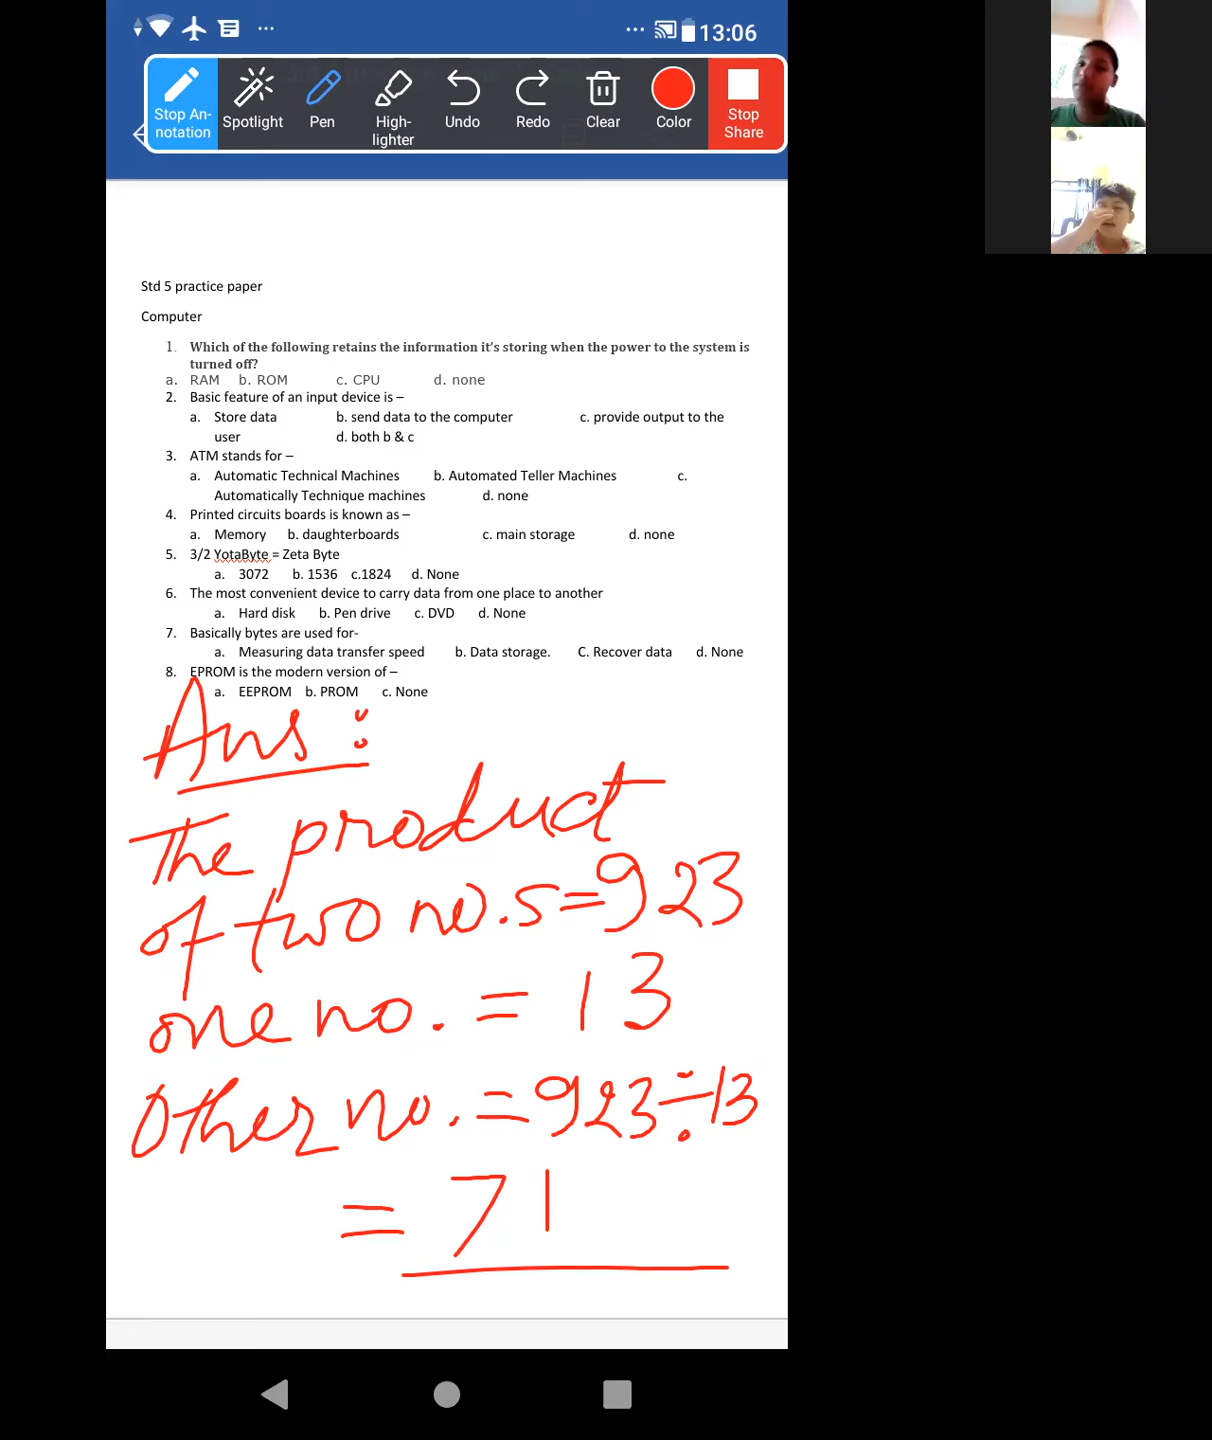 ... ... 13:06
Stop An-
notation
Spotlight
Pen
High-
lighter
Undo
Redo
Clear
Color
Stop
Share
Std 5 practice paper
Computer
1. Which of the following retains the information it's storing when the power to the system is
turned off?
a. RAM b. ROM c. CPU d. none
2. Basic feature of an input device is –
a. Store data b. send data to the computer c. provide output to the
user d. both b & c
3. ATM stands for –
a. Automatic Technical Machines b. Automated Teller Machines c.
Automatically Technique machines d. none
4. Printed circuits boards is known as –
a. Memory b. daughterboards c. main storage d. none
5. 3/2 YotaByte = Zeta Byte
a. 3072 b. 1536 c.1824 d. None
6. The most convenient device to carry data from one place to another
a. Hard disk b. Pen drive c. DVD d. None
7. Basically bytes are used for-
a. Measuring data transfer speed b. Data storage. C. Recover data d. None
8. EPROM is the modern version of –
a. EEPROM b. PROM c. None
Ans :
The product
of two no.s=923
one no. = 13
Other no. = 923÷13
= 71